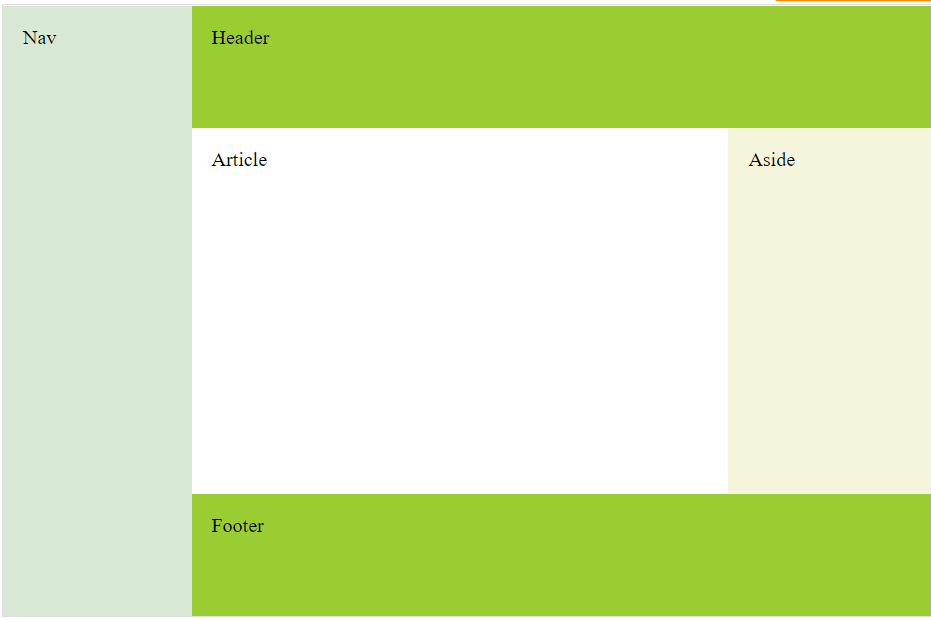 Nav
Header
Article
Aside
Footer